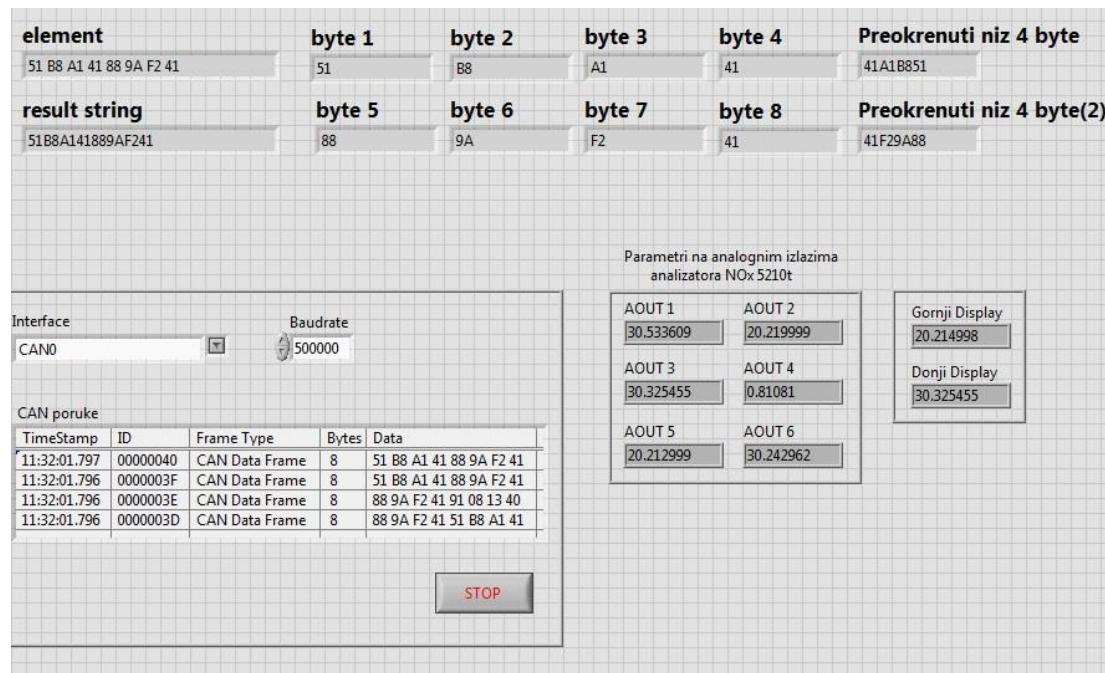 element byte 1 byte 2 byte 3 byte 4 Preokrenuti niz 4 byte
51 B8 A1 41 88 9A F2 41 51 B8 A1 41 41A1B851
result string byte 5 byte 6 byte 7 byte 8 Preokrenuti niz 4 byte(2)
51B8A141889AF241 88 9A F2 41 41F29A88
Parametri na analognim izlazima
analizatora NOx 5210t
Interface Baudrate
CAN0 500000
CAN poruke
TimeStamp ID Frame Type Bytes Data
11:32:01.797 00000040 CAN Data Frame 8 51 B8 A1 41 88 9A F2 41
11:32:01.796 0000003F CAN Data Frame 8 51 B8 A1 41 88 9A F2 41
11:32:01.796 0000003E CAN Data Frame 8 88 9A F2 41 91 08 13 40
11:32:01.796 0000003D CAN Data Frame 8 88 9A F2 41 51 B8 A1 41
STOP
AOUT 1 AOUT 2
30.533609 20.219999
AOUT 3 AOUT 4
30.325455 0.81081
AOUT 5 AOUT 6
20.212999 30.242962
Gornji Display
20.214998
Donji Display
30.325455